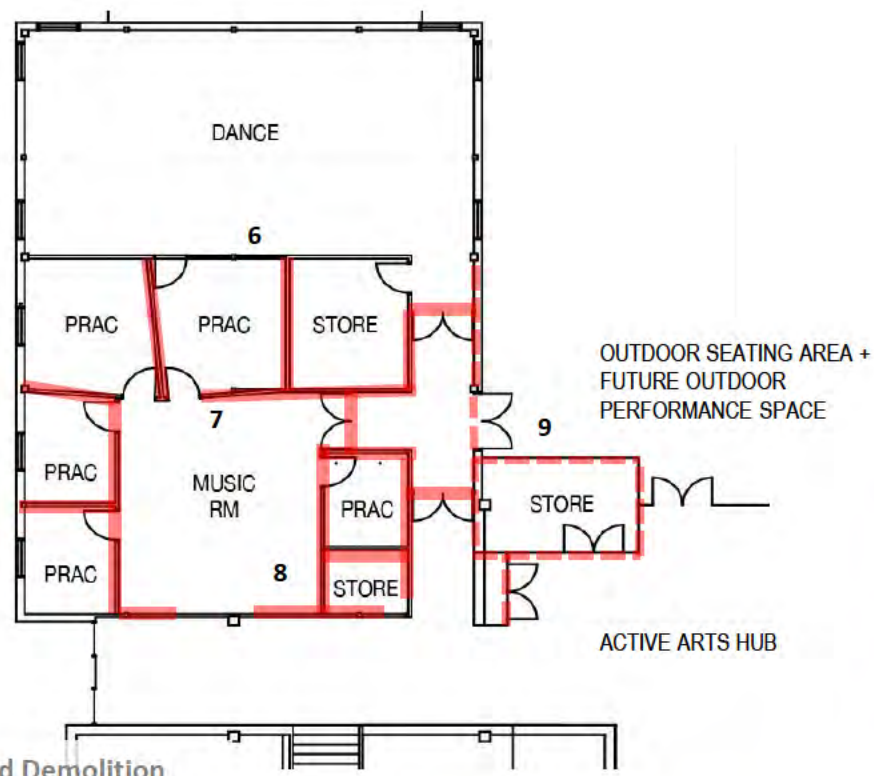 DANCE
6
PRAC
PRAC
STORE
OUTDOOR SEATING AREA +
FUTURE OUTDOOR
PERFORMANCE SPACE
7
9
PRAC
MUSIC
RM
PRAC
STORE
PRAC
8
STORE
ACTIVE ARTS HUB
d Demolition